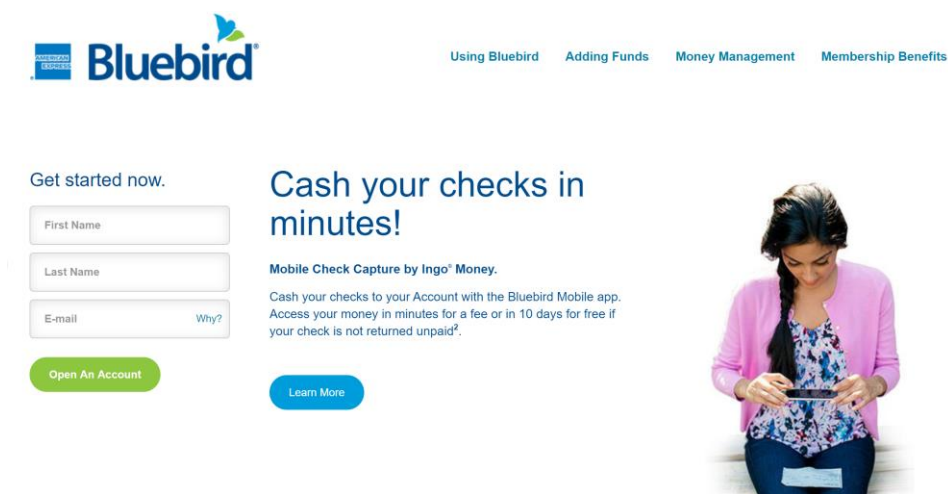 AMERICAN
EXPRESS
Bluebird®
Using Bluebird Adding Funds Money Management Membership Benefits
Get started now.
First Name
Last Name
E-mail Why?
Open An Account
Cash your checks in
minutes!
Mobile Check Capture by Ingo® Money.
Cash your checks to your Account with the Bluebird Mobile app.
Access your money in minutes for a fee or in 10 days for free if
your check is not returned unpaid².
Learn More